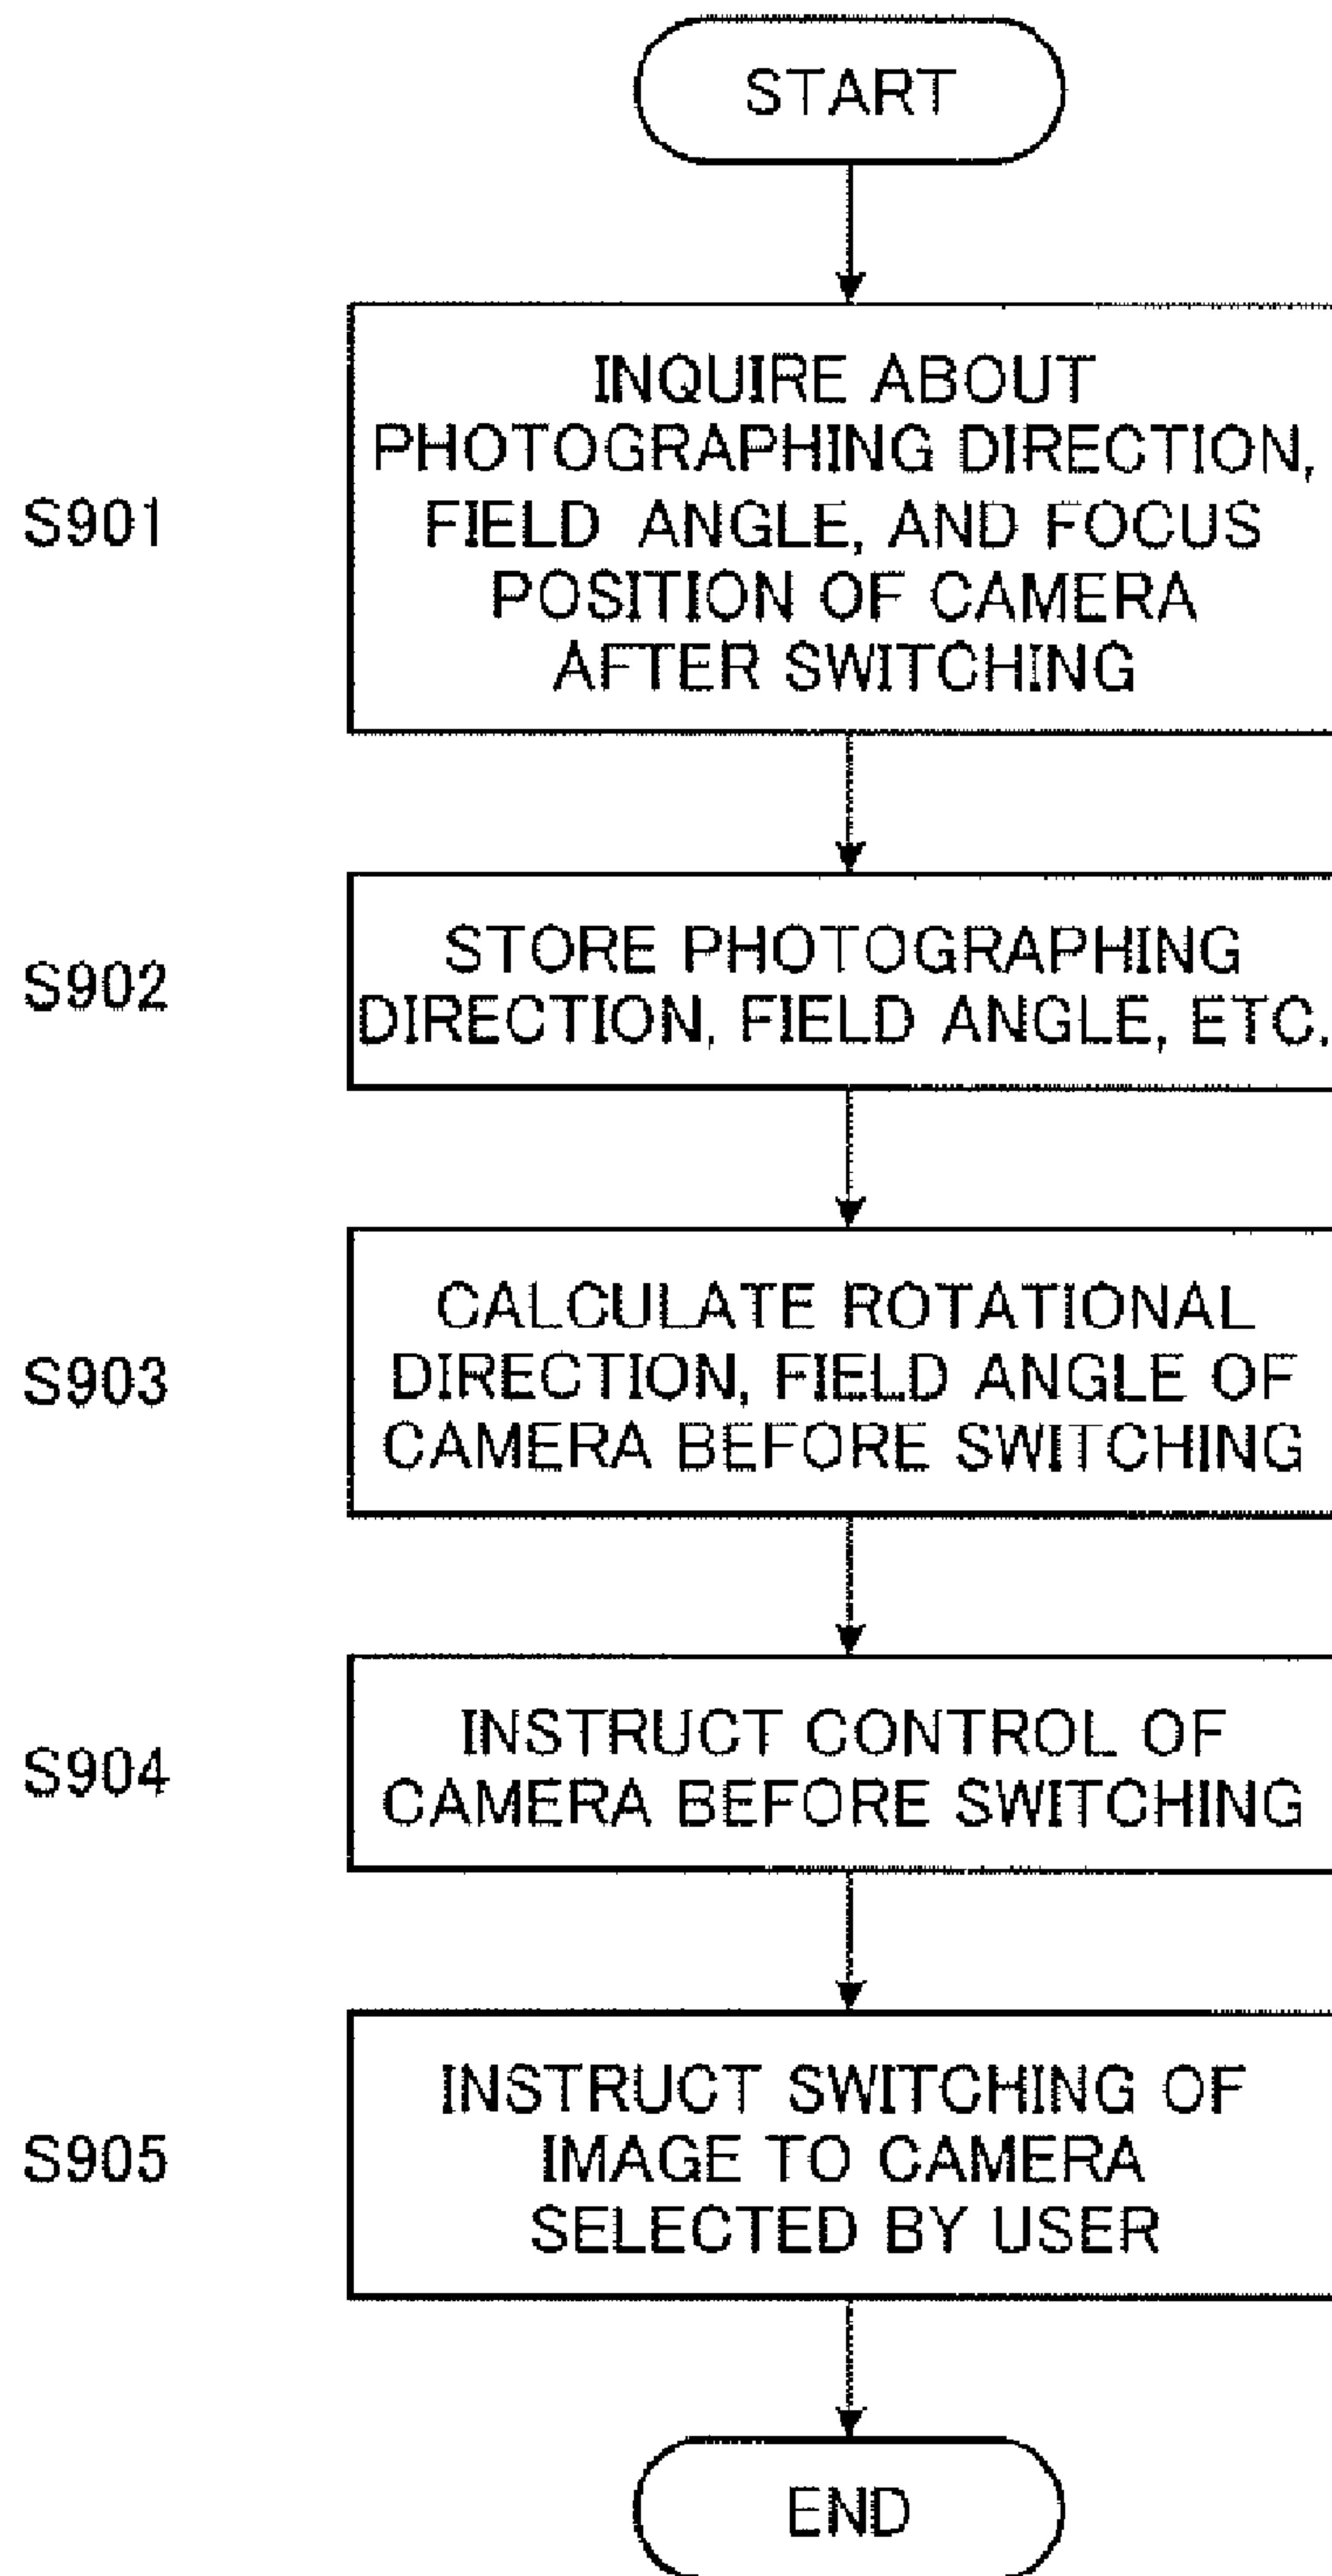 START
S901
INQUIRE ABOUT
PHOTOGRAPHING DIRECTION,
FIELD ANGLE, AND FOCUS
POSITION OF CAMERA
AFTER SWITCHING
S902
STORE PHOTOGRAPHING
DIRECTION, FIELD ANGLE, ETC.
S903
CALCULATE ROTATIONAL
DIRECTION, FIELD ANGLE OF
CAMERA BEFORE SWITCHING
S904
INSTRUCT CONTROL OF
CAMERA BEFORE SWITCHING
S905
INSTRUCT SWITCHING OF
IMAGE TO CAMERA
SELECTED BY USER
END